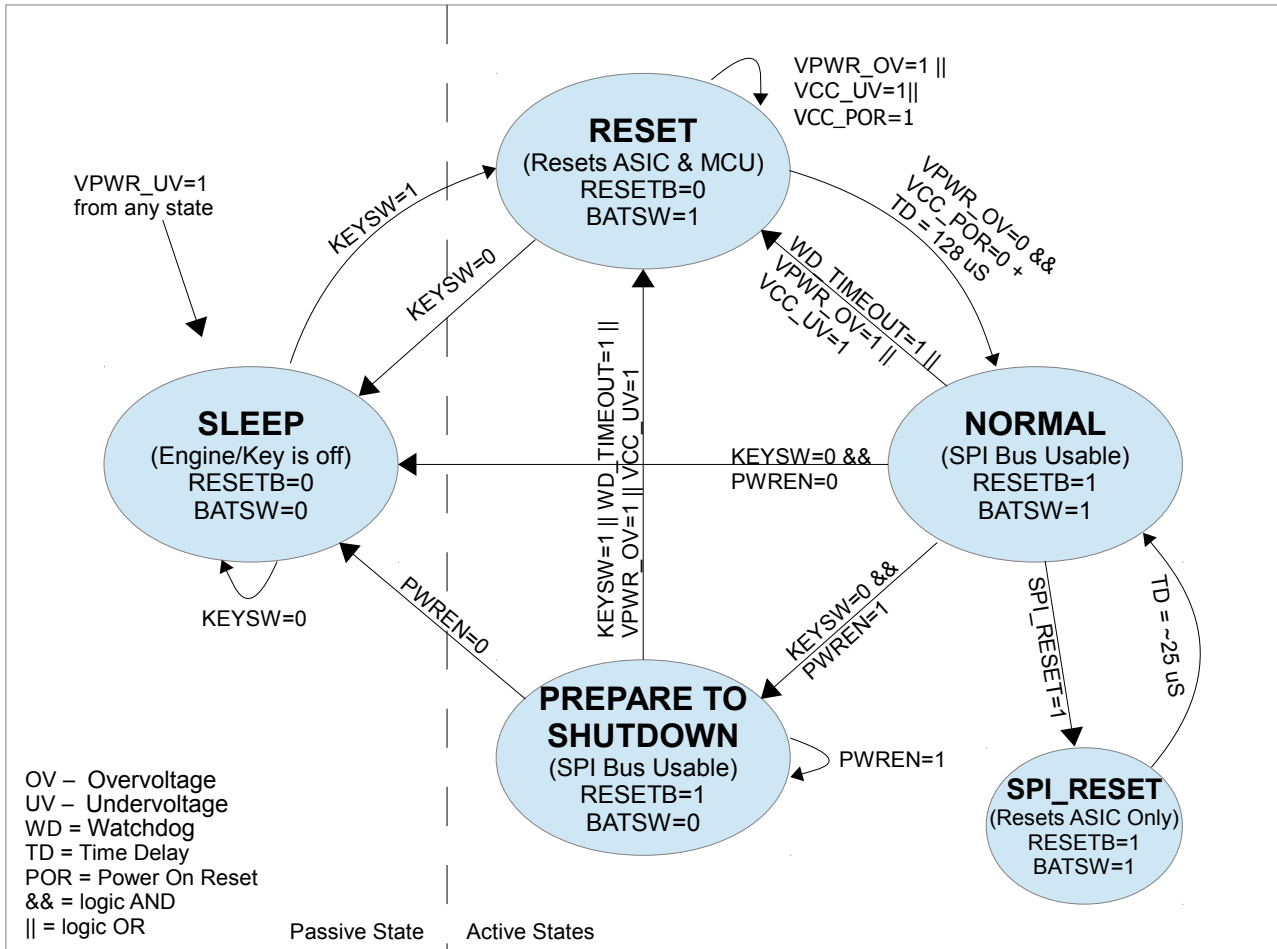 VPWR_OV=1 ||
VCC_UV=1||
VCC_POR=1
RESET
(Resets ASIC & MCU)
RESETB=0
BATSW=1
VPWR_UV=1
from any state
KEYSW=1
KEYSW=0
VPWR_OV=0 &&
VCC_POR=0 +
TD = 128 uS
WD_TIMEOUT=1 ||
VPWR_OV=1 ||
VCC_UV=1
SLEEP
(Engine/Key is off)
RESETB=0
BATSW=0
KEYSW=0
KEYSW=1 || WD_TIMEOUT=1 ||
VPWR_OV=1 || VCC_UV=1
KEYSW=0 &&
PWREN=0
NORMAL
(SPI Bus Usable)
RESETB=1
BATSW=1
PWREN=0
KEYSW=0 &&
PWREN=1
SPI_RESET=1
TD = ~25 uS
PREPARE TO
SHUTDOWN
(SPI Bus Usable)
RESETB=1
BATSW=0
PWREN=1
SPI_RESET
(Resets ASIC Only)
RESETB=1
BATSW=1
OV – Overvoltage
UV – Undervoltage
WD = Watchdog
TD = Time Delay
POR = Power On Reset
&& = logic AND
|| = logic OR
Passive State
Active States